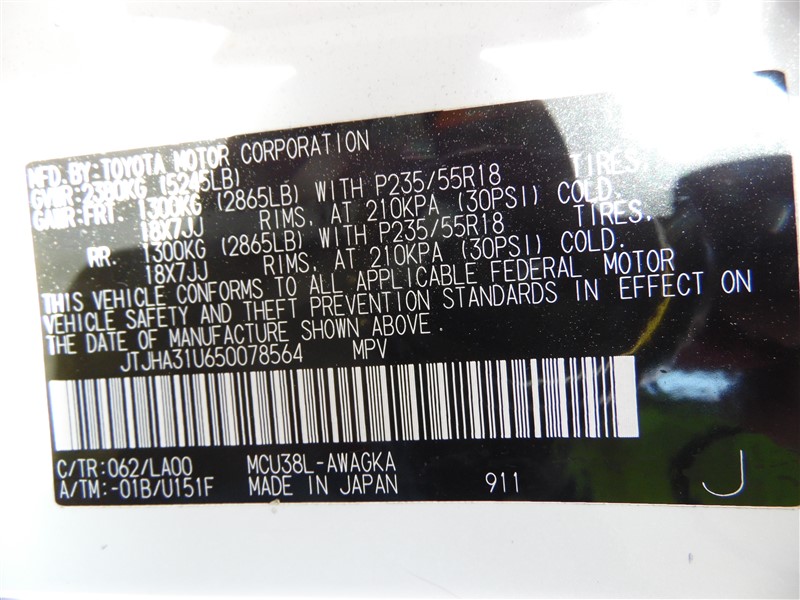 MFD.BY:TOYOTA MOTOR CORPORATION
GVWR:2380KG (5245LB)
GAWR:FRT. 1300KG (2865LB) WITH P235/55R18 TIRES,
18X7JJ RIMS, AT 210KPA (30PSI) COLD.
RR. 1300KG (2865LB) WITH P235/55R18 TIRES,
18X7JJ RIMS, AT 210KPA (30PSI) COLD.
THIS VEHICLE CONFORMS TO ALL APPLICABLE FEDERAL MOTOR
VEHICLE SAFETY AND THEFT PREVENTION STANDARDS IN EFFECT ON
THE DATE OF MANUFACTURE SHOWN ABOVE.
JTJHA31U650078564 MPV
C/TR:062/LA00 MCU38L-AWAGKA
A/TM:-01B/U151F MADE IN JAPAN 911 J